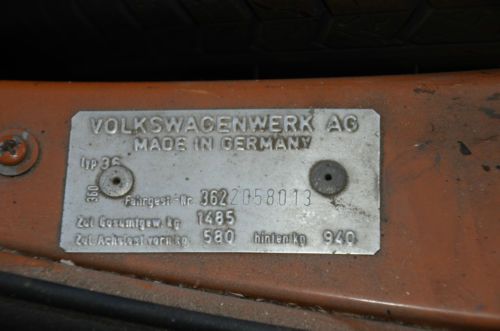 VOLKSWAGENWERK AG
MADE IN GERMANY
Typ 36
360
Fahrgest-Nr. 3622058013
Zul Gesamtgew kg 1485
Zul Achslast vorn kg 580 hinten kg 940